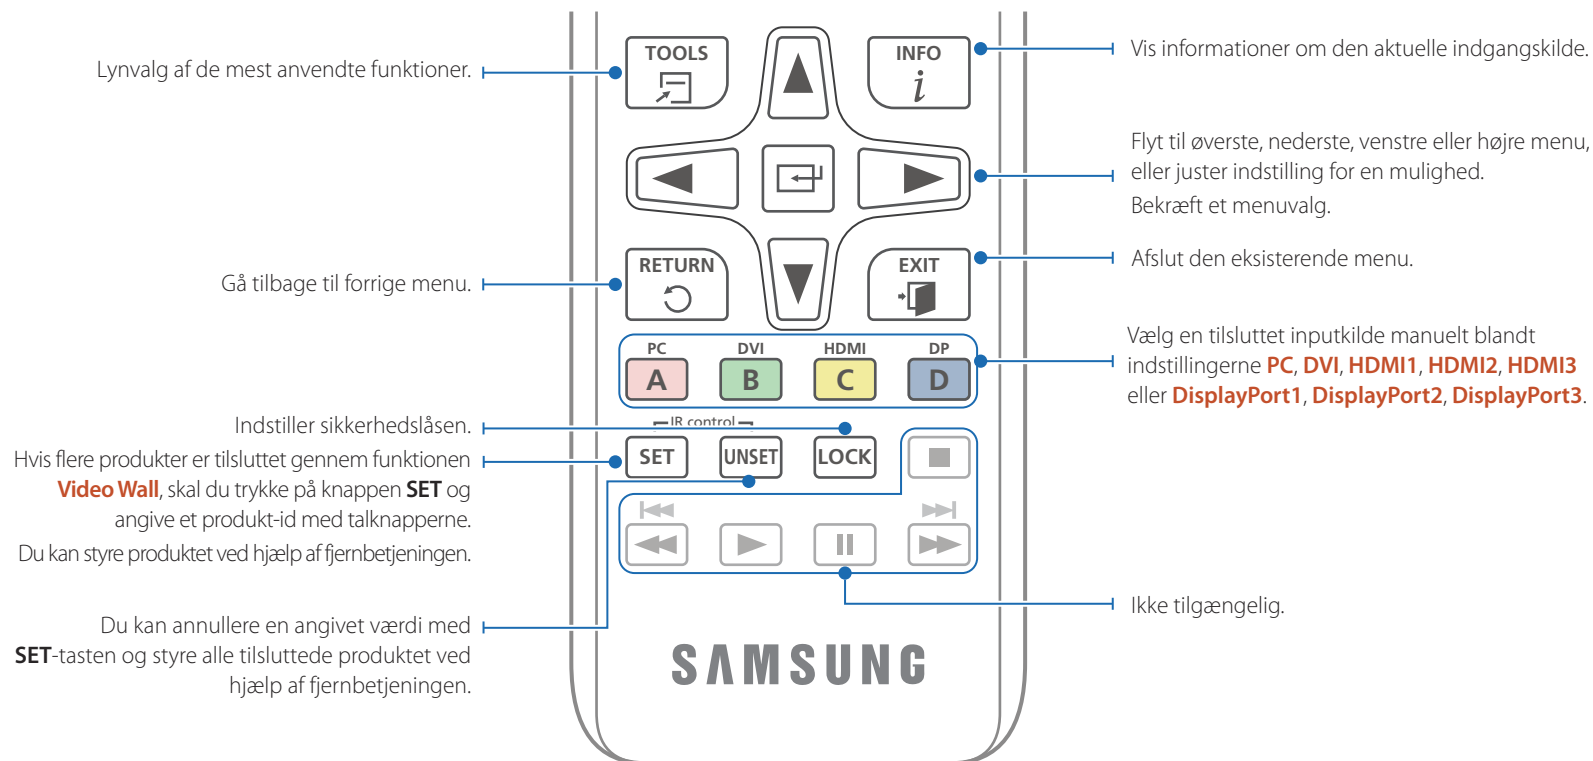 TOOLS
INFO
i
Lynvalg af de mest anvendte funktioner.
Vis informationer om den aktuelle indgangskilde.
Flyt til øverste, nederste, venstre eller højre menu,
eller juster indstilling for en mulighed.
Bekræft et menuvalg.
RETURN
EXIT
Gå tilbage til forrige menu.
Afslut den eksisterende menu.
PC
DVI
HDMI
DP
A
B
C
D
Vælg en tilsluttet inputkilde manuelt blandt
indstillingerne PC, DVI, HDMI1, HDMI2, HDMI3
eller DisplayPort1, DisplayPort2, DisplayPort3.
Indstiller sikkerhedslåsen.
IR control
SET
UNSET
LOCK
Hvis flere produkter er tilsluttet gennem funktionen
Video Wall, skal du trykke på knappen SET og
angive et produkt-id med talknapperne.
Du kan styre produktet ved hjælp af fjernbetjeningen.
Ikke tilgængelig.
Du kan annullere en angivet værdi med
SET-tasten og styre alle tilsluttede produktet ved
hjælp af fjernbetjeningen.
SAMSUNG